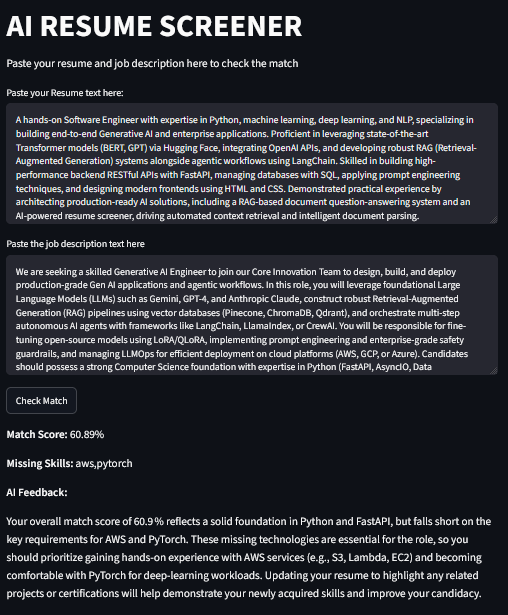 AI RESUME SCREENER
Paste your resume and job description here to check the match
Paste your Resume text here:
A hands-on Software Engineer with expertise in Python, machine learning, deep learning, and NLP, specializing in
building end-to-end Generative AI and enterprise applications. Proficient in leveraging state-of-the-art
Transformer models (BERT, GPT) via Hugging Face, integrating OpenAI APIs, and developing robust RAG (Retrieval-
Augmented Generation) systems alongside agentic workflows using LangChain. Skilled in building high-
performance backend RESTful APIs with FastAPI, managing databases with SQL, applying prompt engineering
techniques, and designing modern frontends using HTML and CSS. Demonstrated practical experience by
architecting production-ready AI solutions, including a RAG-based document question-answering system and an
AI-powered resume screener, driving automated context retrieval and intelligent document parsing.
Paste the job description text here
We are seeking a skilled Generative AI Engineer to join our Core Innovation Team to design, build, and deploy
production-grade Gen AI applications and agentic workflows. In this role, you will leverage foundational Large
Language Models (LLMs) such as Gemini, GPT-4, and Anthropic Claude, construct robust Retrieval-Augmented
Generation (RAG) pipelines using vector databases (Pinecone, ChromaDB, Qdrant), and orchestrate multi-step
autonomous AI agents with frameworks like LangChain, LlamaIndex, or CrewAI. You will be responsible for fine-
tuning open-source models using LoRA/QLoRA, implementing prompt engineering and enterprise-grade safety
guardrails, and managing LLMOps for efficient deployment on cloud platforms (AWS, GCP, or Azure). Candidates
should possess a strong Computer Science foundation with expertise in Python (FastAPI, AsyncIO, Data
Check Match
Match Score: 60.89%
Missing Skills: aws,pytorch
AI Feedback:
Your overall match score of 60.9 % reflects a solid foundation in Python and FastAPI, but falls short on the
key requirements for AWS and PyTorch. These missing technologies are essential for the role, so you
should prioritize gaining hands-on experience with AWS services (e.g., S3, Lambda, EC2) and becoming
comfortable with PyTorch for deep-learning workloads. Updating your resume to highlight any related
projects or certifications will help demonstrate your newly acquired skills and improve your candidacy.